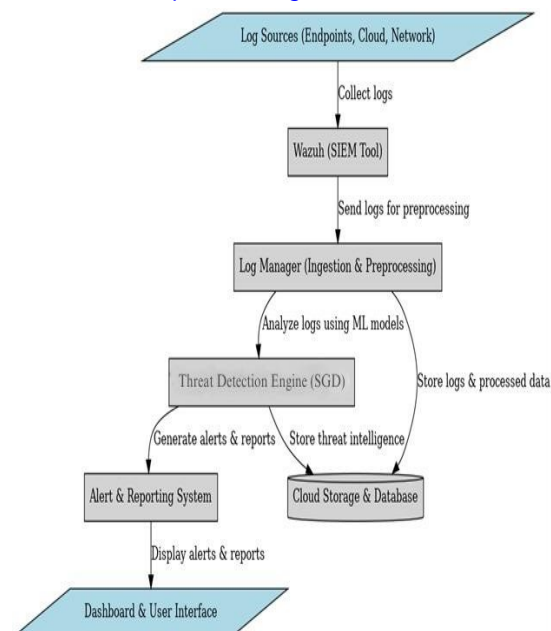 Log Sources (Endpoints, Cloud, Network)
Collect logs
Wazuh (SIEM Tool)
Send logs for preprocessing
Log Manager (Ingestion & Preprocessing)
Analyze logs using ML models
Threat Detection Engine (SGD)
Store logs & processed data
Generate alerts & reports
Store threat intelligence
Alert & Reporting System
Cloud Storage & Database
Display alerts & reports
Dashboard & User Interface